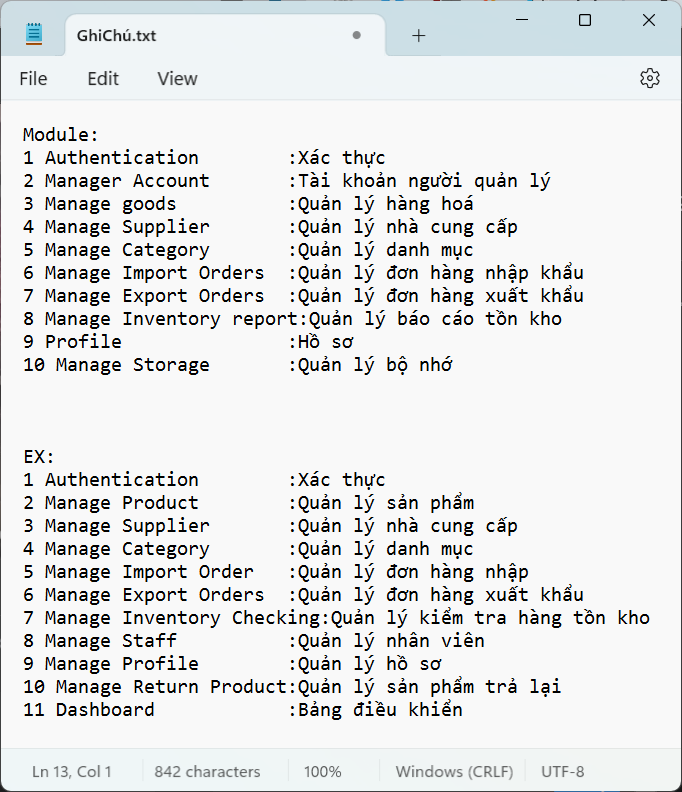 GhiChú.txt
File Edit View
Module:
1 Authentication :Xác thực
2 Manager Account :Tài khoản người quản lý
3 Manage goods :Quản lý hàng hoá
4 Manage Supplier :Quản lý nhà cung cấp
5 Manage Category :Quản lý danh mục
6 Manage Import Orders :Quản lý đơn hàng nhập khẩu
7 Manage Export Orders :Quản lý đơn hàng xuất khẩu
8 Manage Inventory report:Quản lý báo cáo tồn kho
9 Profile :Hồ sơ
10 Manage Storage :Quản lý bộ nhớ
EX:
1 Authentication :Xác thực
2 Manage Product :Quản lý sản phẩm
3 Manage Supplier :Quản lý nhà cung cấp
4 Manage Category :Quản lý danh mục
5 Manage Import Order :Quản lý đơn hàng nhập
6 Manage Export Orders :Quản lý đơn hàng xuất khẩu
7 Manage Inventory Checking:Quản lý kiểm tra hàng tồn kho
8 Manage Staff :Quản lý nhân viên
9 Manage Profile :Quản lý hồ sơ
10 Manage Return Product:Quản lý sản phẩm trả lại
11 Dashboard :Bảng điều khiển
Ln 13, Col 1 842 characters 100% Windows (CRLF) UTF-8